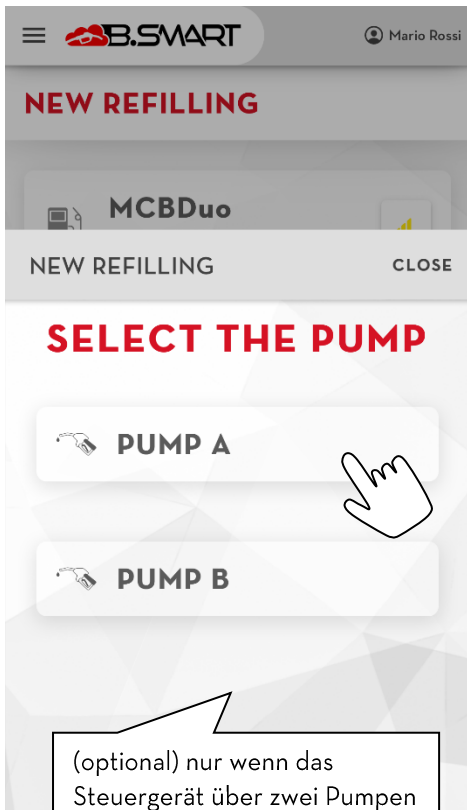 B.SMART
Mario Rossi
NEW REFILLING
MCBDuo
NEW REFILLING
CLOSE
SELECT THE PUMP
PUMP A
PUMP B
(optional) nur wenn das
Steuergerät über zwei Pumpen